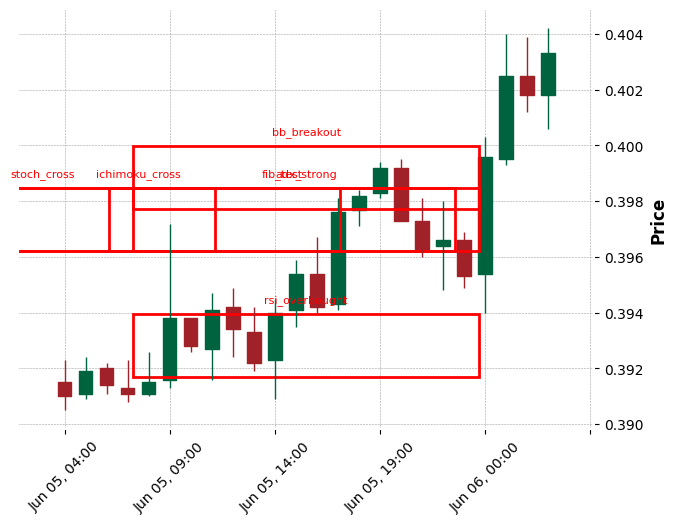 0.404
0.402
bb_breakout
0.400
stoch_cross
ichimoku_cross
0.398
Price
0.396
rsi_overbought
0.394
0.392
0.390
Jun 05, 04:00
Jun 05, 09:00
Jun 05, 14:00
Jun 05, 19:00
Jun 06, 00:00